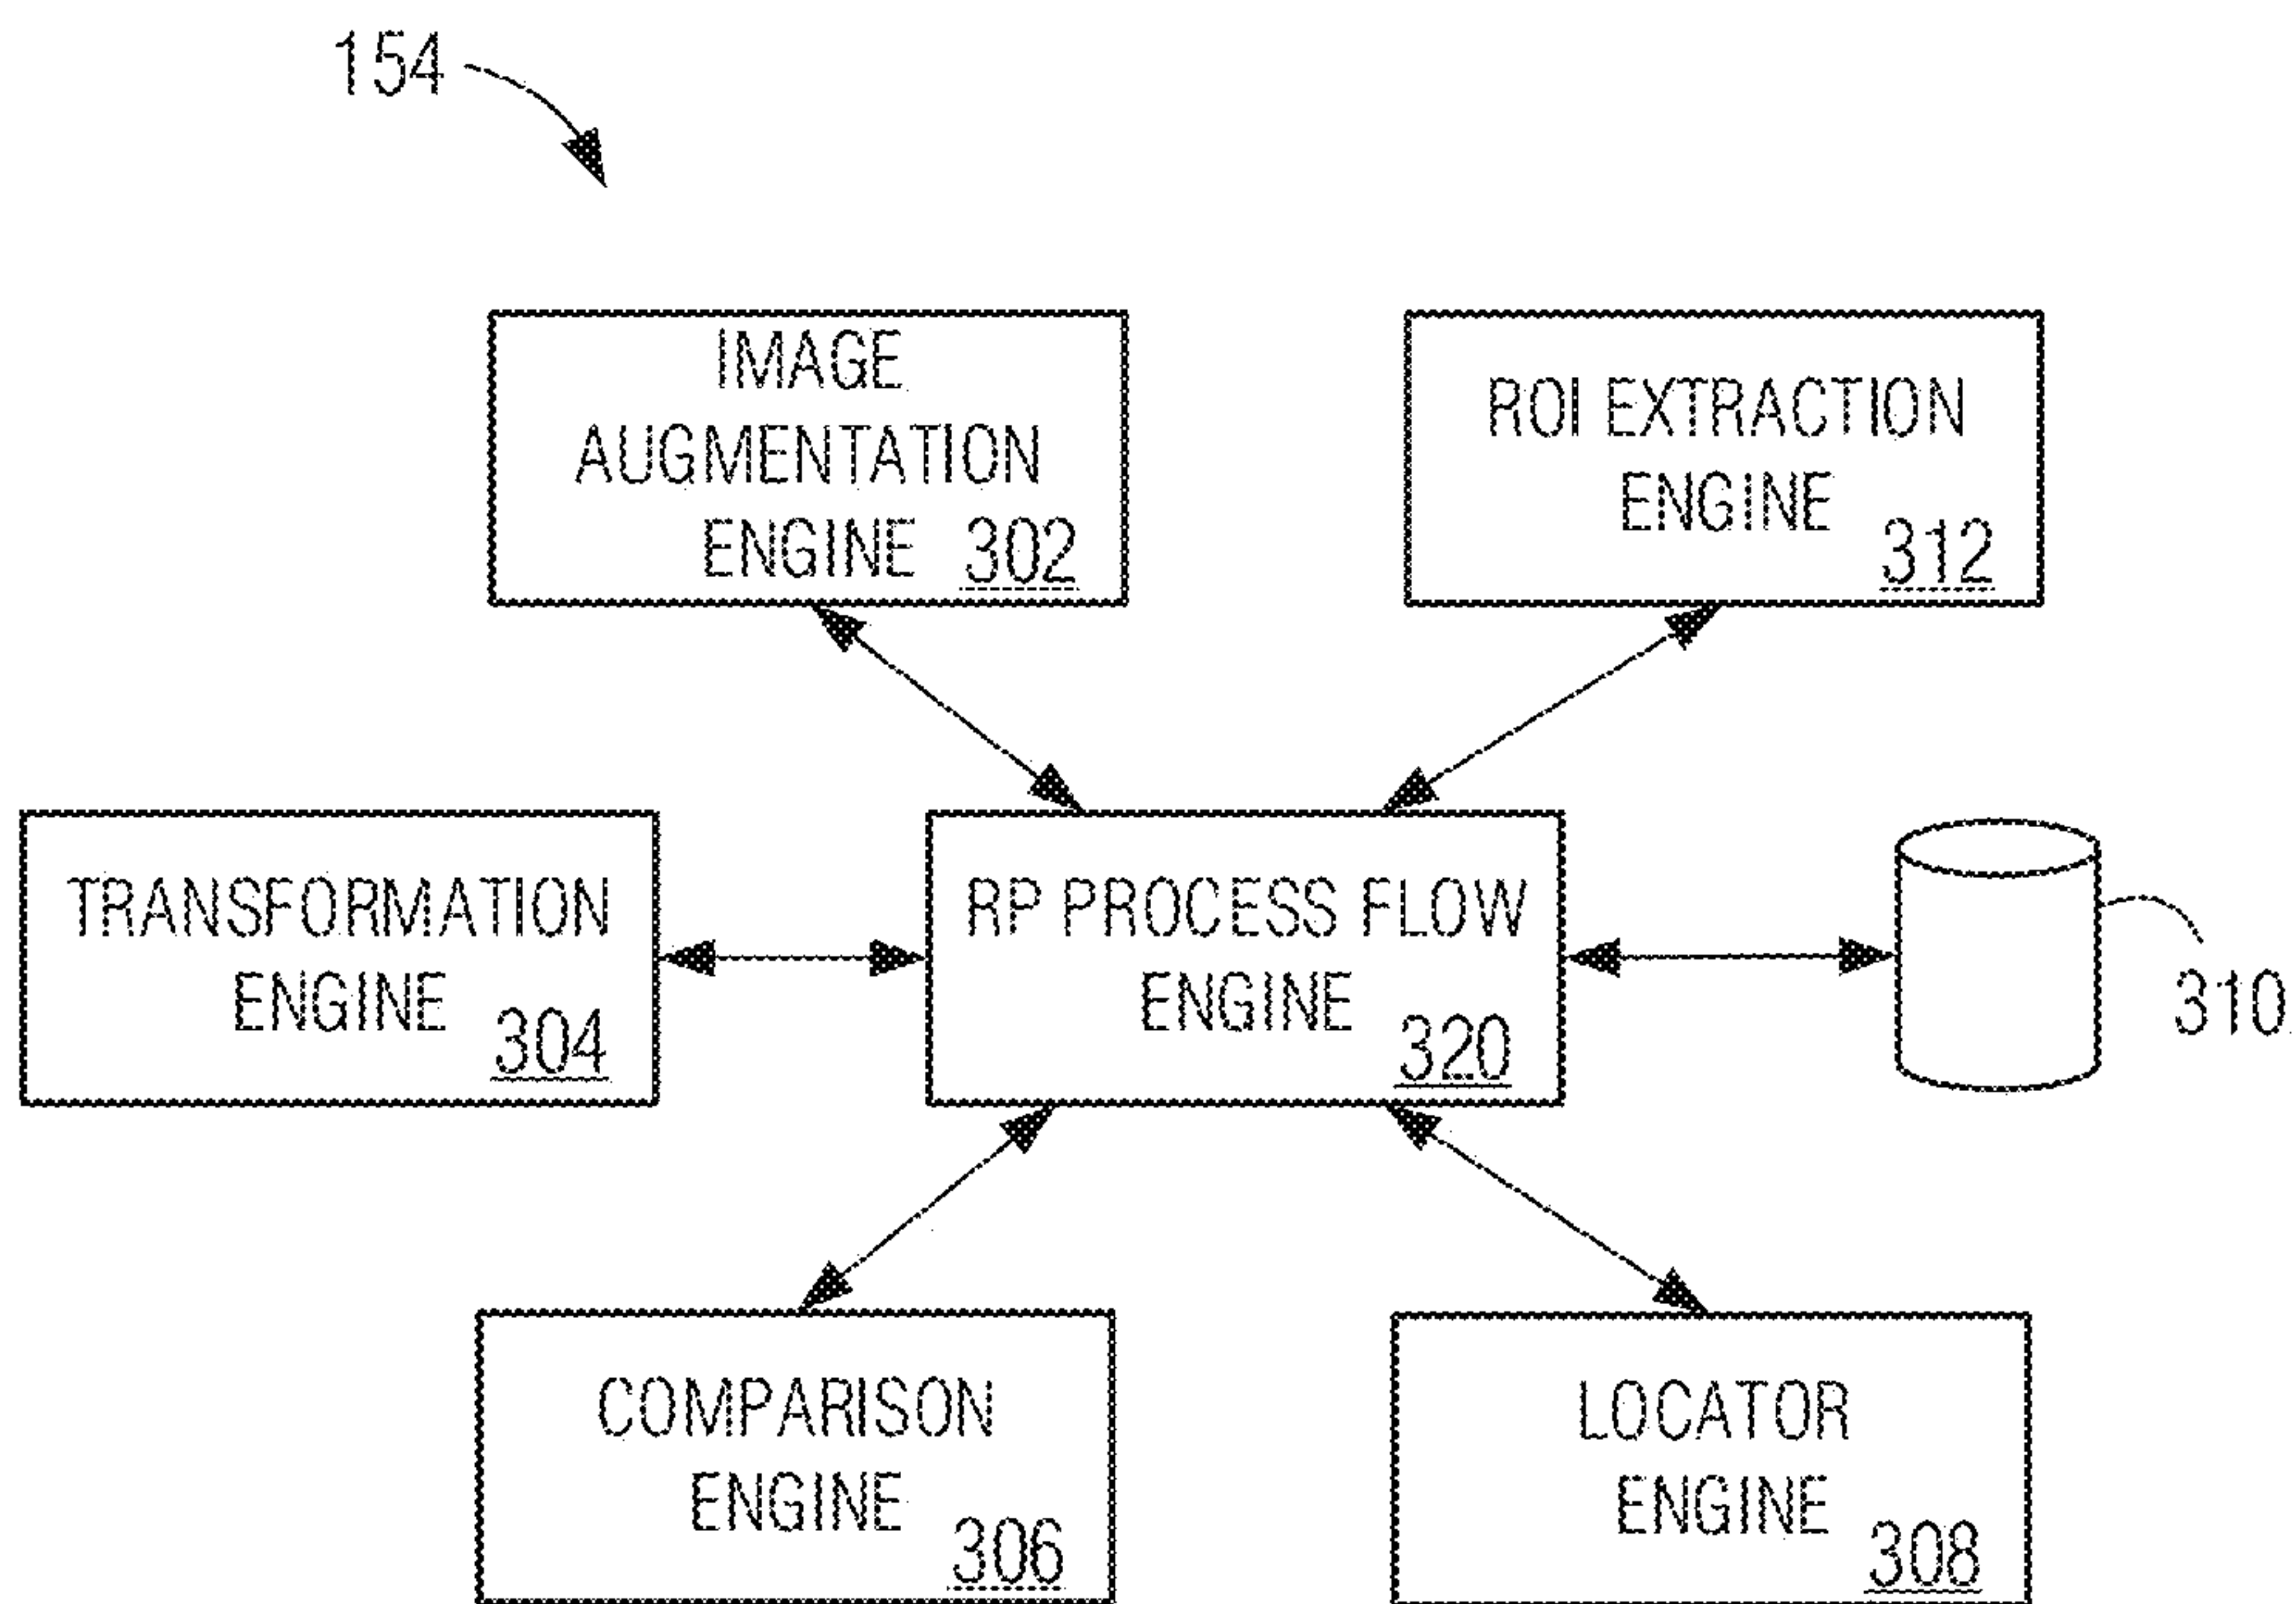 154
IMAGE
AUGMENTATION
ENGINE 302
ROI EXTRACTION
ENGINE 312
TRANSFORMATION
ENGINE 304
RP PROCESS FLOW
ENGINE 320
310
COMPARISON
ENGINE 306
LOCATOR
ENGINE 308